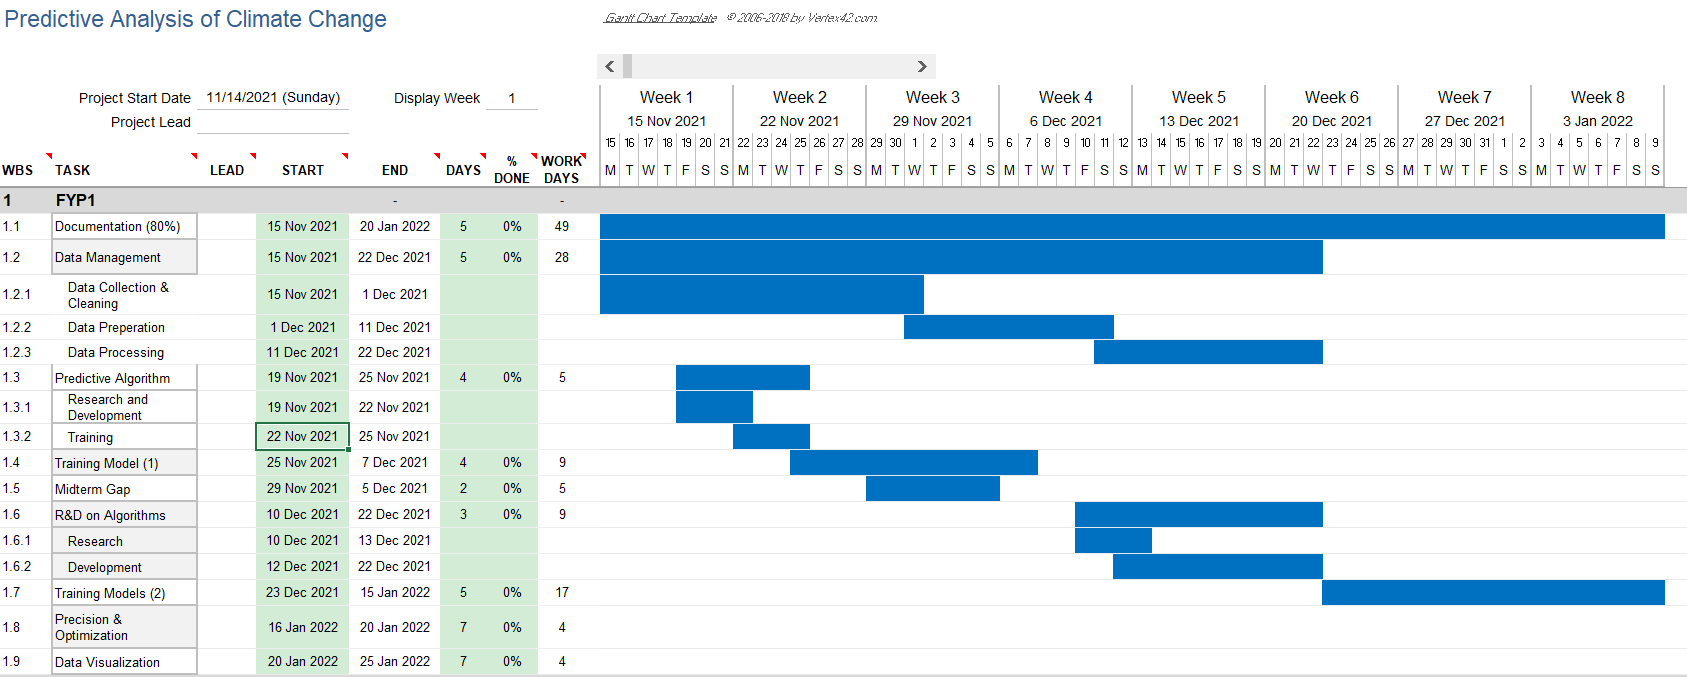 Predictive Analysis of Climate Change
Gantt Chart Template © 2006-2018 by Vertex42.com.
Project Start Date 11/14/2021 (Sunday) Display Week 1
Project Lead
Week 1 Week 2 Week 3 Week 4 Week 5 Week 6 Week 7 Week 8
15 Nov 2021 22 Nov 2021 29 Nov 2021 6 Dec 2021 13 Dec 2021 20 Dec 2021 27 Dec 2021 3 Jan 2022
15 16 17 18 19 20 21 22 23 24 25 26 27 28 29 30 1 2 3 4 5 6 7 8 9 10 11 12 13 14 15 16 17 18 19 20 21 22 23 24 25 26 27 28 29 30 31 1 2 3 4 5 6 7 8 9
WBS TASK LEAD START END DAYS % DONE WORK DAYS M T W T F S S M T W T F S S M T W T F S S M T W T F S S M T W T F S S M T W T F S S M T W T F S S M T W T F S S
1 FYP1 - -
1.1 Documentation (80%) 15 Nov 2021 20 Jan 2022 5 0% 49
1.2 Data Management 15 Nov 2021 22 Dec 2021 5 0% 28
1.2.1 Data Collection & Cleaning 15 Nov 2021 1 Dec 2021
1.2.2 Data Preperation 1 Dec 2021 11 Dec 2021
1.2.3 Data Processing 11 Dec 2021 22 Dec 2021
1.3 Predictive Algorithm 19 Nov 2021 25 Nov 2021 4 0% 5
1.3.1 Research and Development 19 Nov 2021 22 Nov 2021
1.3.2 Training 22 Nov 2021 25 Nov 2021
1.4 Training Model (1) 25 Nov 2021 7 Dec 2021 4 0% 9
1.5 Midterm Gap 29 Nov 2021 5 Dec 2021 2 0% 5
1.6 R&D on Algorithms 10 Dec 2021 22 Dec 2021 3 0% 9
1.6.1 Research 10 Dec 2021 13 Dec 2021
1.6.2 Development 12 Dec 2021 22 Dec 2021
1.7 Training Models (2) 23 Dec 2021 15 Jan 2022 5 0% 17
1.8 Precision & Optimization 16 Jan 2022 20 Jan 2022 7 0% 4
1.9 Data Visualization 20 Jan 2022 25 Jan 2022 7 0% 4